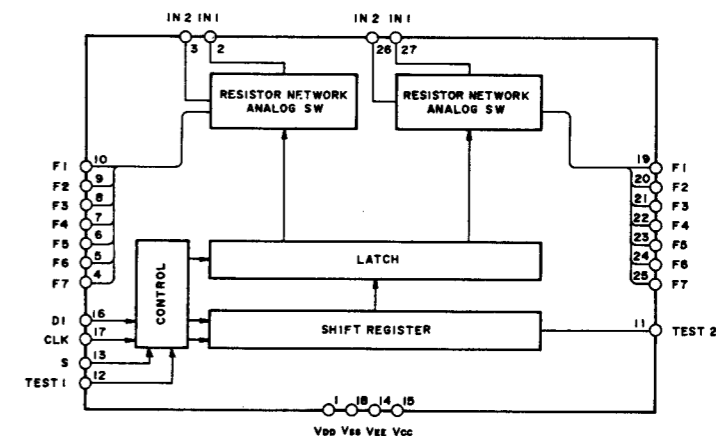 IN 2 IN 1
IN 2 IN 1
3 2
26 27
RESISTOR NETWORK
ANALOG SW
RESISTOR NETWORK
ANALOG SW
F1 10
F2 9
F3 8
F4 7
F5 6
F6 5
F7 4
19 F1
20 F2
21 F3
22 F4
23 F5
24 F6
25 F7
CONTROL
LATCH
DI 16
CLK 17
S 13
TEST 1 12
SHIFT REGISTER
11 TEST 2
1 18 14 15
VDD VSS VEE VCC